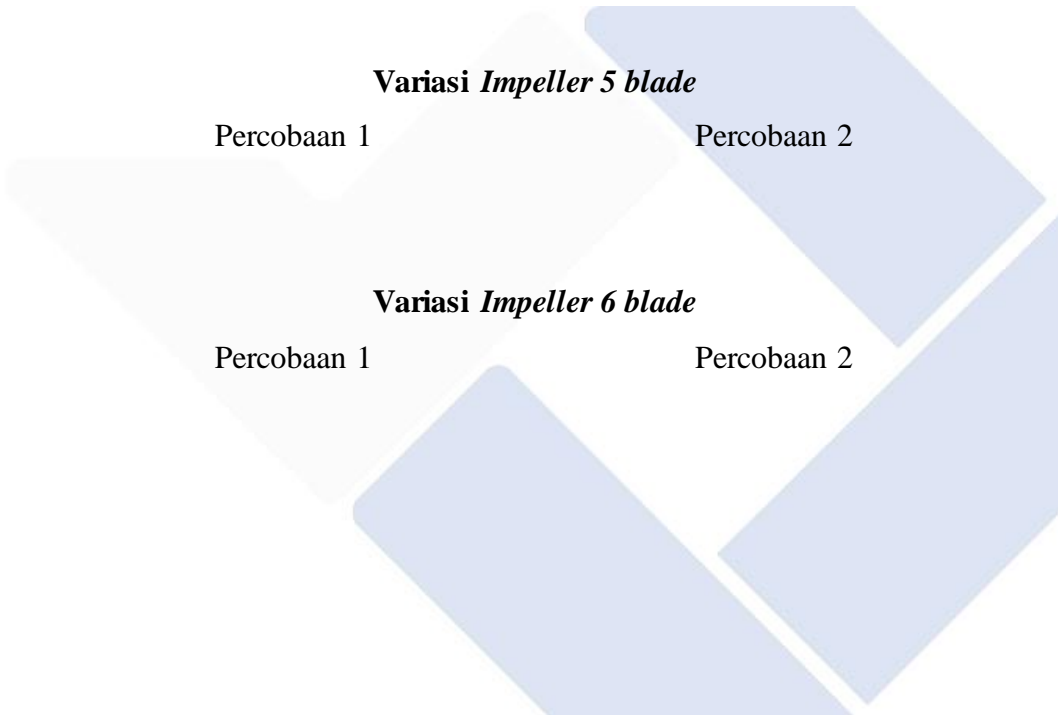 Variasi Impeller 5 blade
Percobaan 1 Percobaan 2
Variasi Impeller 6 blade
Percobaan 1 Percobaan 2